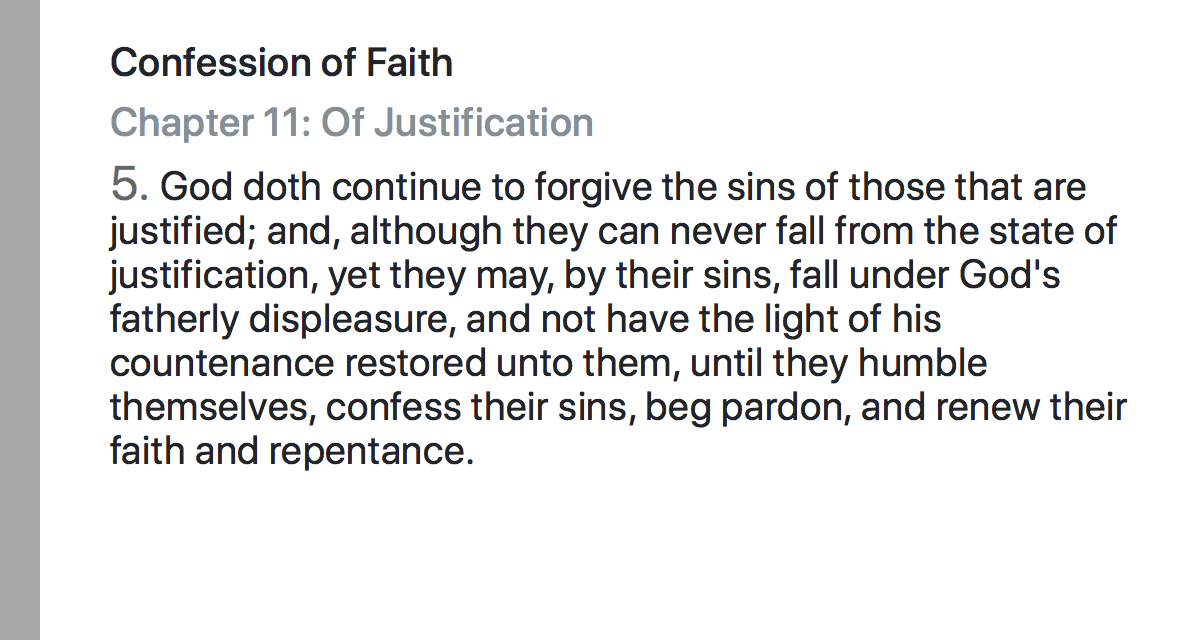 Confession of Faith
Chapter 11: Of Justification
5. God doth continue to forgive the sins of those that are
justified; and, although they can never fall from the state of
justification, yet they may, by their sins, fall under God's
fatherly displeasure, and not have the light of his
countenance restored unto them, until they humble
themselves, confess their sins, beg pardon, and renew their
faith and repentance.